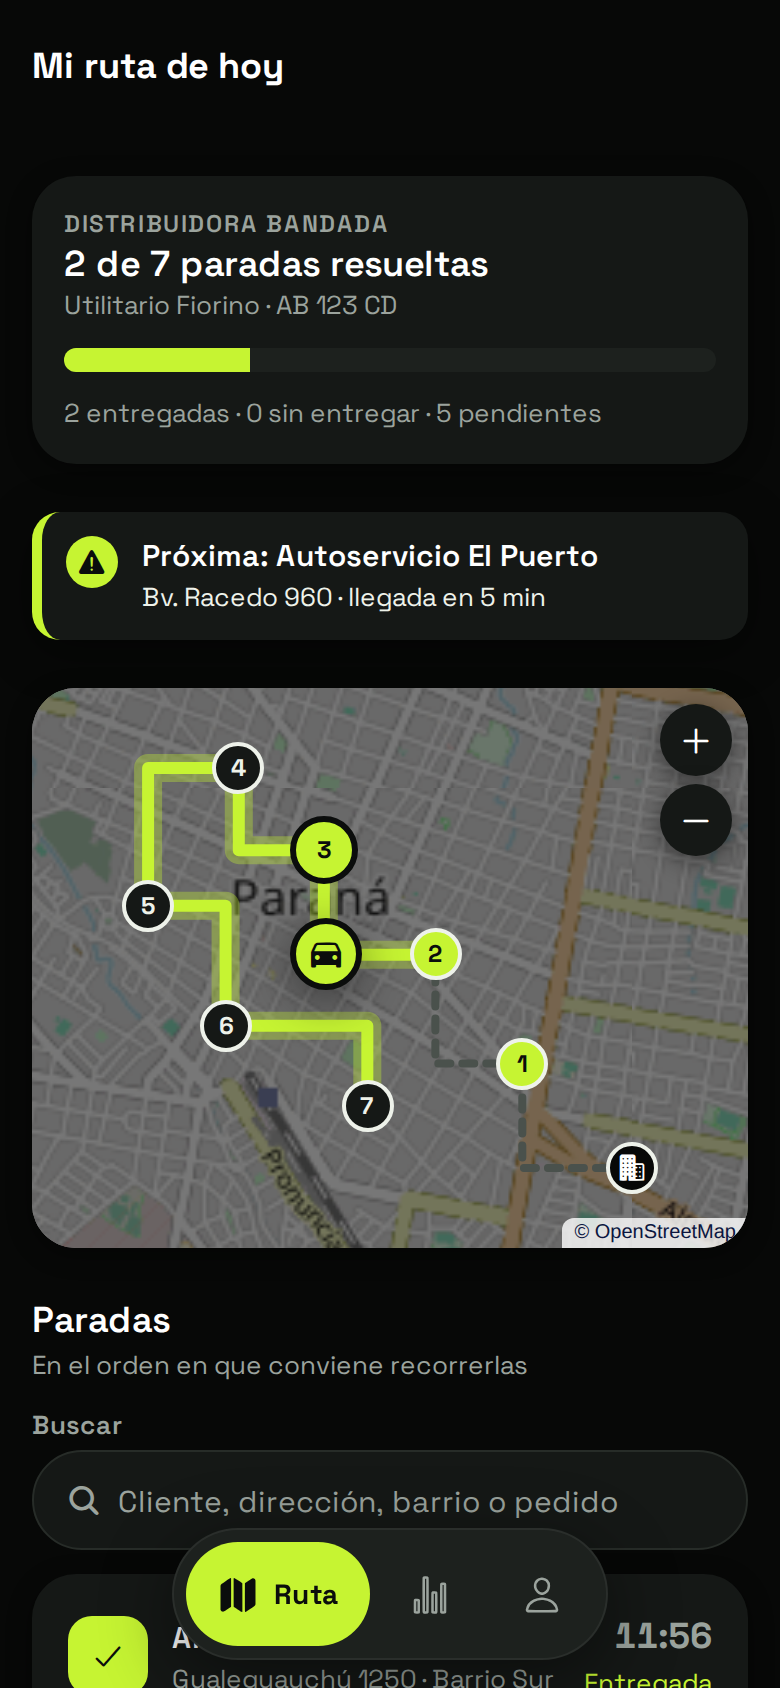 Mi ruta de hoy
DISTRIBUIDORA BANDADA
2 de 7 paradas resueltas
Utilitario Fiorino · AB 123 CD
2 entregadas · 0 sin entregar · 5 pendientes
Próxima: Autoservicio El Puerto
Bv. Racedo 960 · llegada en 5 min
4
3
Paraná
5
2
6
1
7
© OpenStreetMap
Paradas
En el orden en que conviene recorrerlas
Buscar
Cliente, dirección, barrio o pedido
Ruta
11:56
Gualeguaychú 1250 · Barrio Sur
Entregada